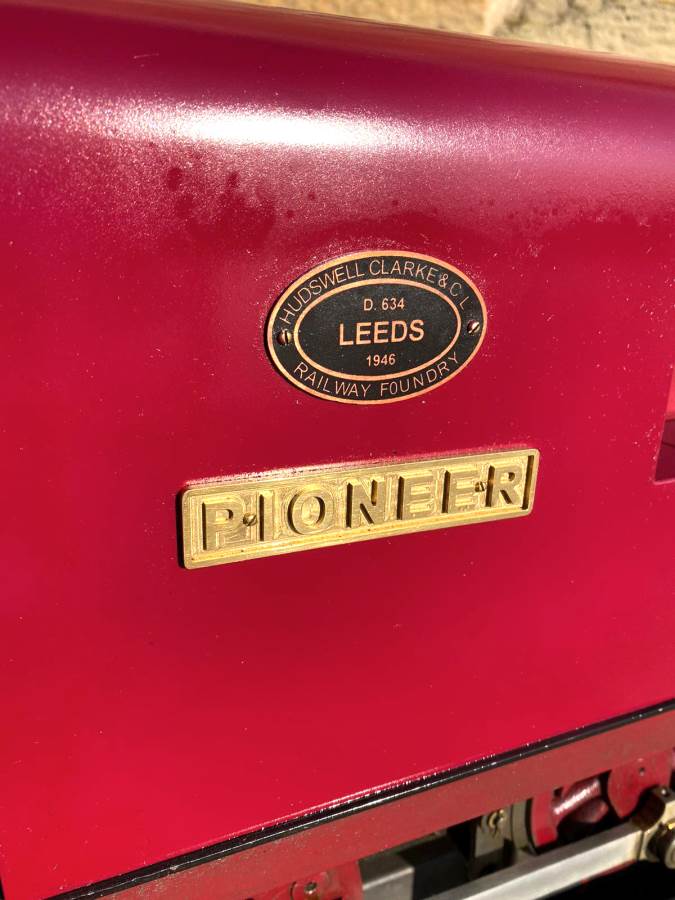 HUDSWELL CLARKE & C L
D. 634
LEEDS
1946
RAILWAY FOUNDRY
PIONEER